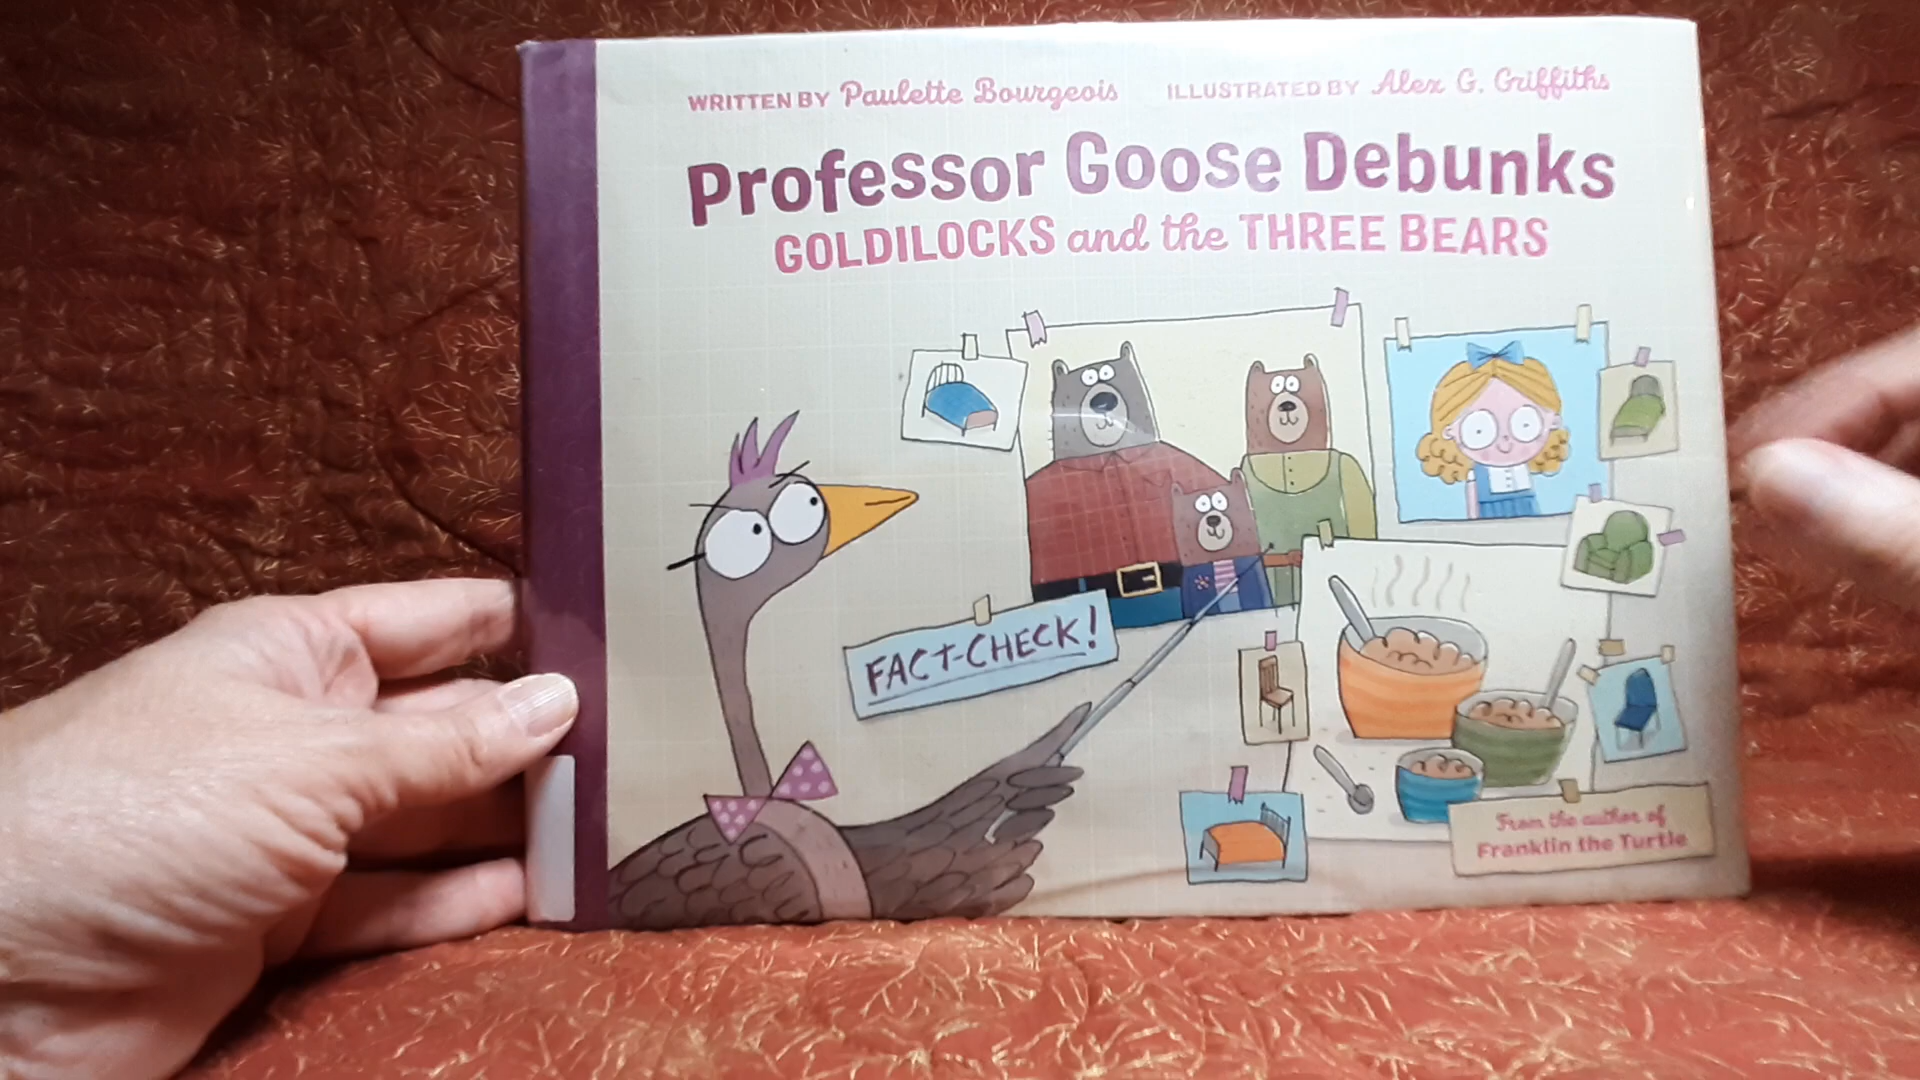 WRITTEN BY Paulette Bourgeois ILLUSTRATED BY Alex G. Griffiths
Professor Goose Debunks
GOLDILOCKS and the THREE BEARS
FACT-CHECK!
From the author of
Franklin the Turtle